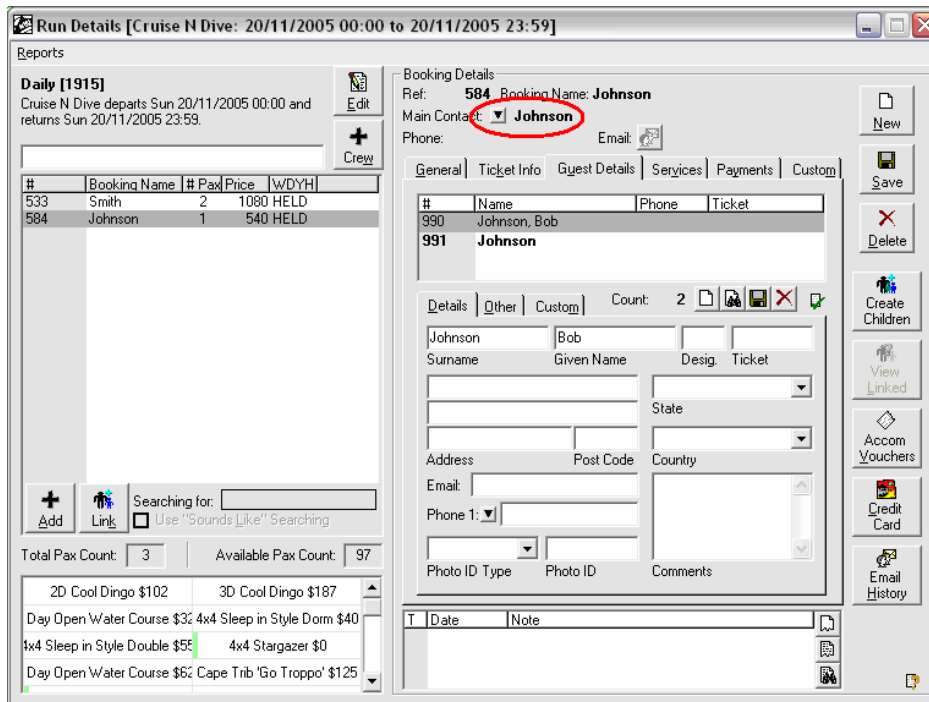 Run Details [Cruise N Dive: 20/11/2005 00:00 to 20/11/2005 23:59]
Reports
Daily [1915]
Cruise N Dive departs Sun 20/11/2005 00:00 and
returns Sun 20/11/2005 23:59.
Edit
Crew
# Booking Name # Pax Price WDYH
533 Smith 2 1080 HELD
584 Johnson 1 540 HELD
Add
Link
Searching for:
Use "Sounds Like" Searching
Total Pax Count: 3 Available Pax Count: 97
2D Cool Dingo $102 3D Cool Dingo $187
Day Open Water Course $32 4x4 Sleep in Style Dorm $40
4x4 Sleep in Style Double $55 4x4 Stargazer $0
Day Open Water Course $62 Cape Trib 'Go Troppo' $125
Booking Details
Ref: 584 Booking Name: Johnson
Main Contact: Johnson
Phone: Email:
General Ticket Info Guest Details Services Payments Custom
# Name Phone Ticket
990 Johnson, Bob
991 Johnson
Details Other Custom Count: 2
Johnson Bob
Surname Given Name Desig. Ticket
State
Address Post Code Country
Email:
Phone 1:
Photo ID Type Photo ID Comments
T Date Note
New
Save
Delete
Create
Children
View
Linked
Accom
Vouchers
Credit
Card
Email
History